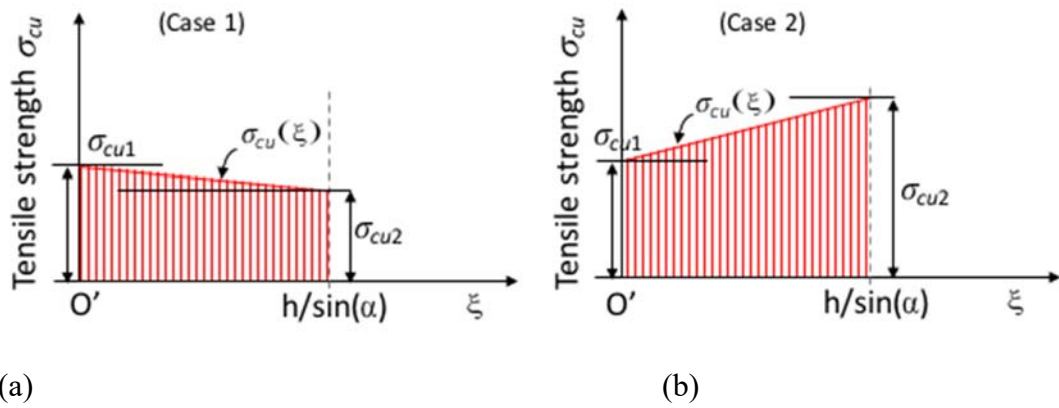 (Case 1)
Tensile strength σcu
σcu1
σcu(ξ)
σcu2
O'
h/sin(α)
ξ
(a)
(Case 2)
Tensile strength σcu
σcu1
σcu(ξ)
σcu2
O'
h/sin(α)
ξ
(b)